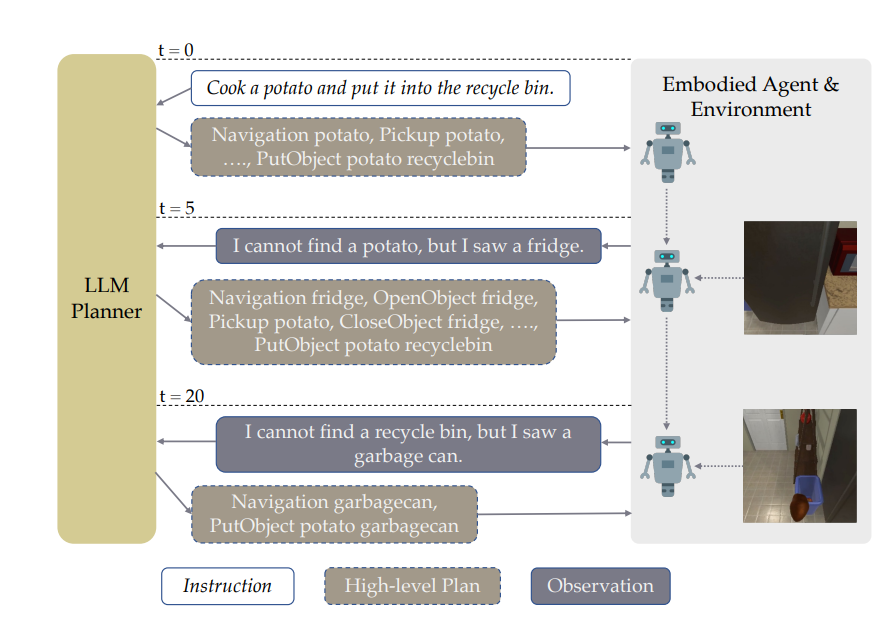 t = 0
Cook a potato and put it into the recycle bin.
Embodied Agent &
Environment
Navigation potato, Pickup potato,
…., PutObject potato recyclebin
t = 5
I cannot find a potato, but I saw a fridge.
LLM
Planner
Navigation fridge, OpenObject fridge,
Pickup potato, CloseObject fridge, ….,
PutObject potato recyclebin
t = 20
I cannot find a recycle bin, but I saw a
garbage can.
Navigation garbagecan,
PutObject potato garbagecan
Instruction
High-level Plan
Observation